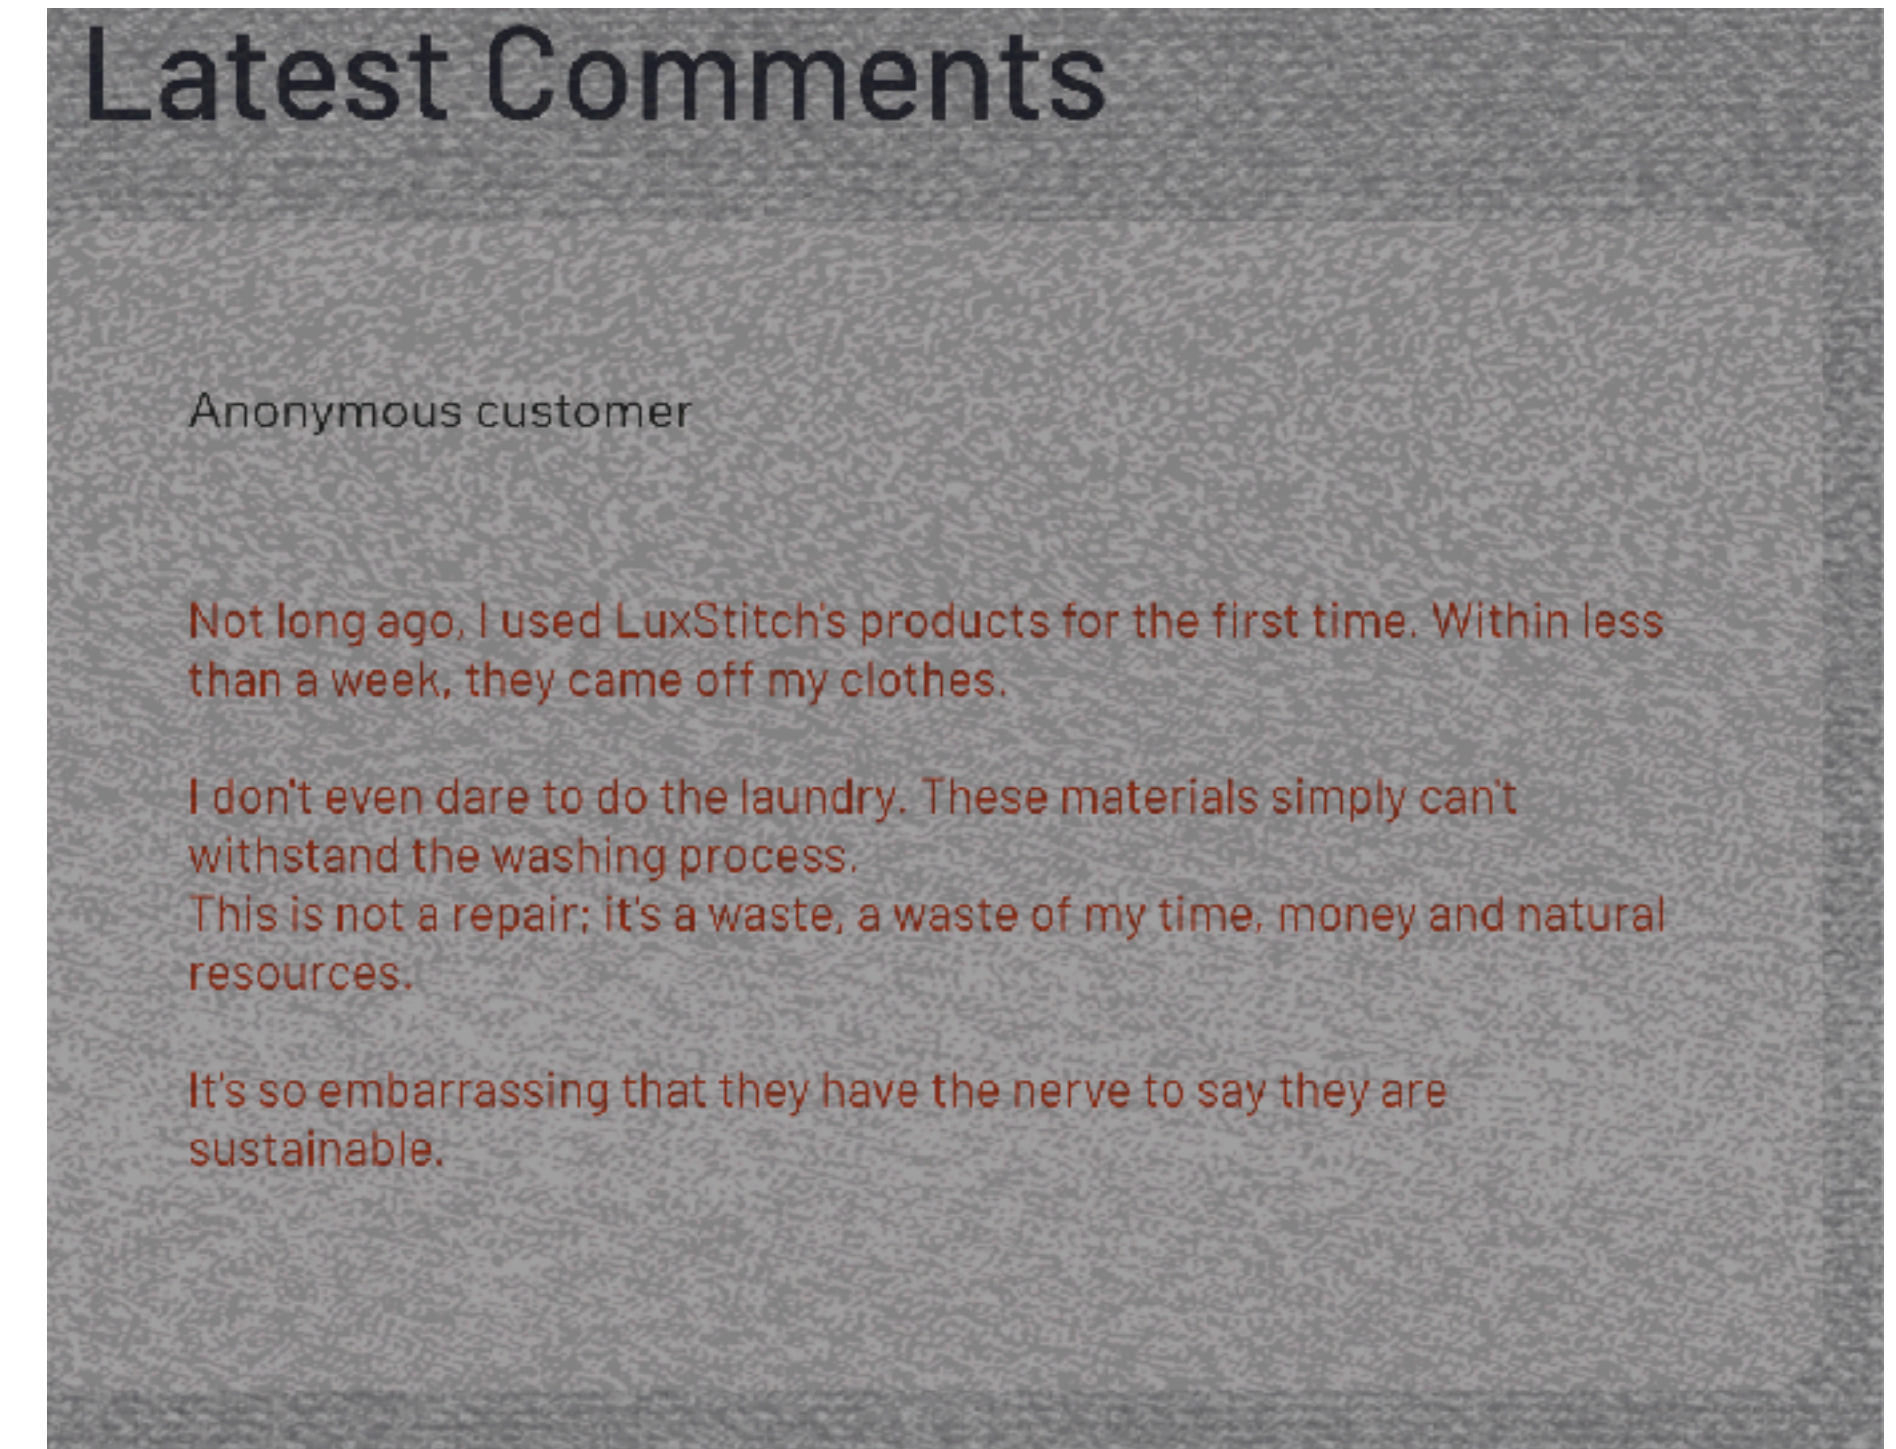 Latest Comments
Anonymous customer
Not long ago, I used LuxStitch's products for the first time. Within less
than a week, they came off my clothes.
I don't even dare to do the laundry. These materials simply can't
withstand the washing process.
This is not a repair; it's a waste, a waste of my time, money and natural
resources.
It's so embarrassing that they have the nerve to say they are
sustainable.